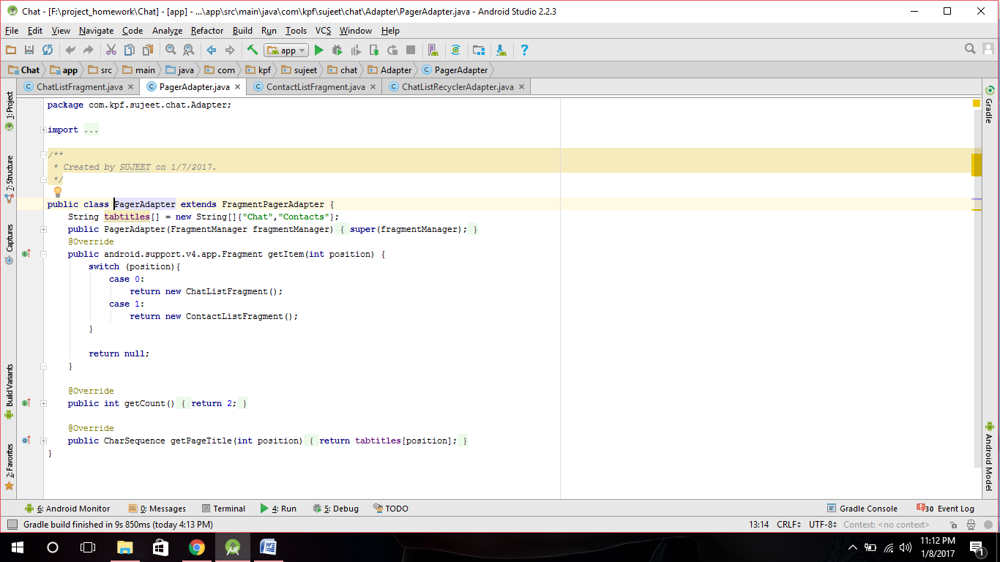 Chat - [F:\project_homework\Chat] - [app] - ...\app\src\main\java\com\kpf\sujeet\chat\Adapter\PagerAdapter.java - Android Studio 2.2.3
File Edit View Navigate Code Analyze Refactor Build Run Tools VCS Window Help
app
Chat app src main java com kpf sujeet chat Adapter PagerAdapter
ChatListFragment.java PagerAdapter.java ContactListFragment.java ChatListRecyclerAdapter.java
1: Project
7: Structure
Captures
Build Variants
2: Favorites
package com.kpf.sujeet.chat.Adapter;
import ...
/**
* Created by SUJEET on 1/7/2017.
*/
public class PagerAdapter extends FragmentPagerAdapter {
String tabtitles[] = new String[]{"Chat","Contacts"};
public PagerAdapter(FragmentManager fragmentManager) { super(fragmentManager); }
@Override
public android.support.v4.app.Fragment getItem(int position) {
switch (position){
case 0:
return new ChatListFragment();
case 1:
return new ContactListFragment();
}
return null;
}
@Override
public int getCount() { return 2; }
@Override
public CharSequence getPageTitle(int position) { return tabtitles[position]; }
}
Gradle
Android Model
6: Android Monitor 0: Messages Terminal 4: Run 5: Debug TODO Gradle Console 30 Event Log
Gradle build finished in 9s 850ms (today 4:13 PM) 13:14 CRLF UTF-8 Context: <no context>
11:12 PM
1/8/2017
1